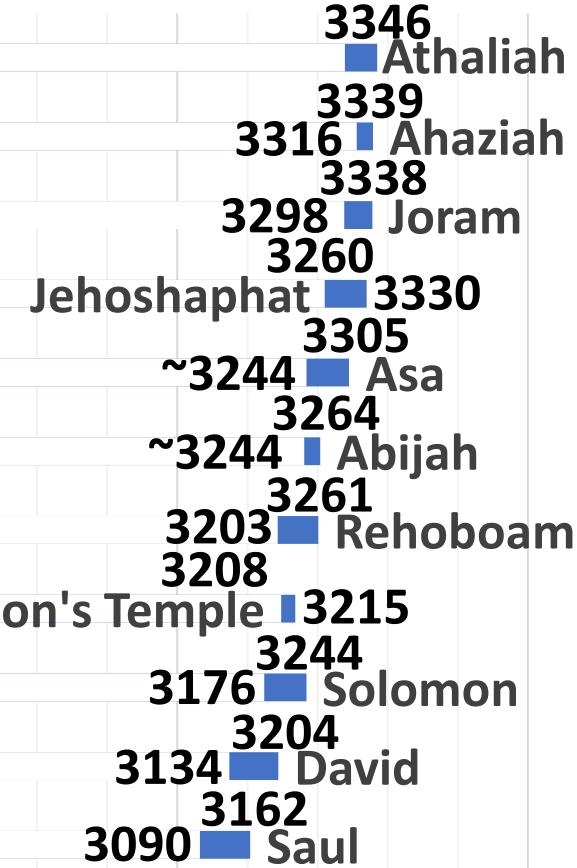 3346
Athaliah
3339
3316 Ahaziah
3338
3298 Joram
3260
Jehoshaphat 3330
3305
~3244 Asa
3264
~3244 Abijah
3261
3203 Rehoboam
3208
on's Temple 3215
3244
3176 Solomon
3204
3134 David
3162
3090 Saul